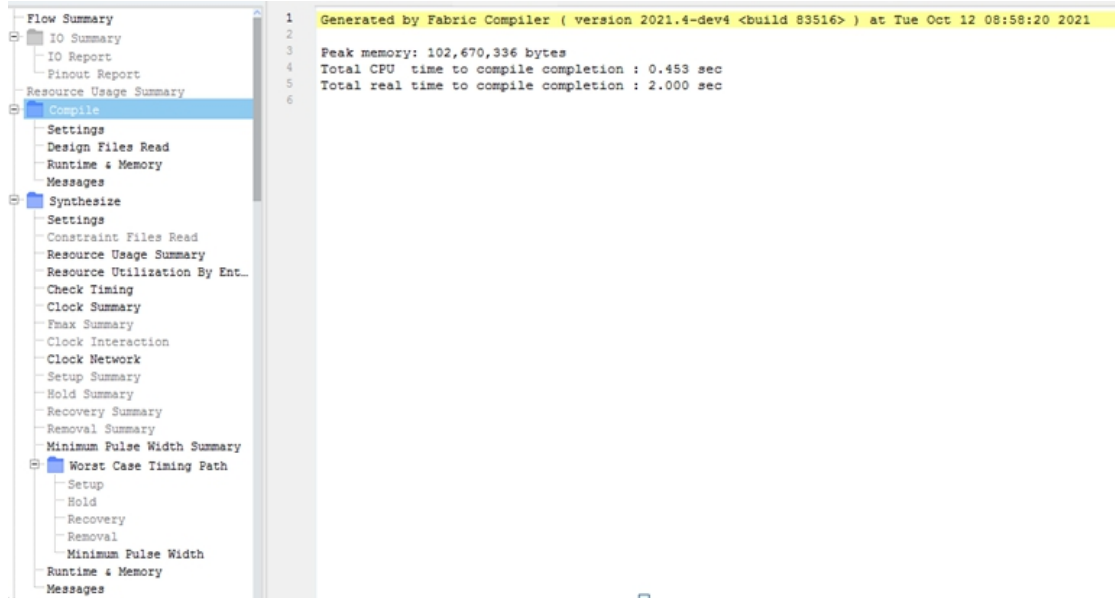 Flow Summary
IO Summary
IO Report
Pinout Report
Resource Usage Summary
Compile
Settings
Design Files Read
Runtime & Memory
Messages
Synthesize
Settings
Constraint Files Read
Resource Usage Summary
Resource Utilization By Ent…
Check Timing
Clock Summary
Fmax Summary
Clock Interaction
Clock Network
Setup Summary
Hold Summary
Recovery Summary
Removal Summary
Minimum Pulse Width Summary
Worst Case Timing Path
Setup
Hold
Recovery
Removal
Minimum Pulse Width
Runtime & Memory
Messages
1 Generated by Fabric Compiler ( version 2021.4-dev4 <build 83516> ) at Tue Oct 12 08:58:20 2021
2
3 Peak memory: 102,670,336 bytes
4 Total CPU  time to compile completion : 0.453 sec
5 Total real time to compile completion : 2.000 sec
6